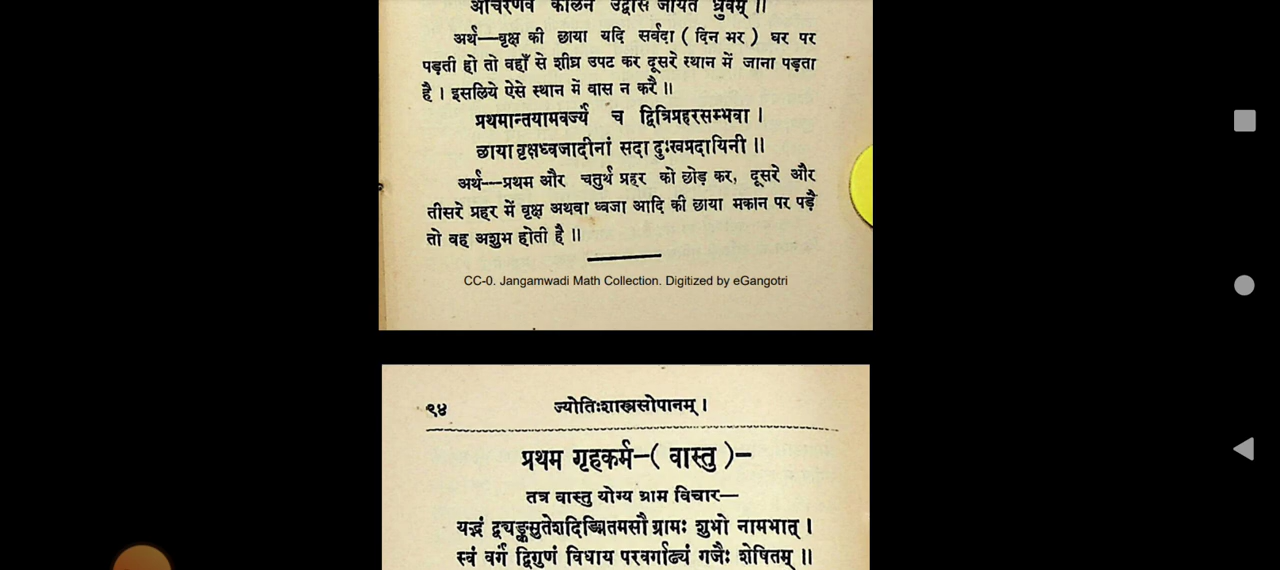 आचरणव कालन उद्वास जायत ध्रुवम् ॥
अर्थ—वृक्ष की छाया यदि सर्वदा ( दिन भर ) घर पर
पड़ती हो तो वहाँ से शीघ्र उपट कर दूसरे स्थान में जाना पड़ता
है । इसलिये ऐसे स्थान में वास न करै ॥
प्रथमान्तयामवर्ज्यं च द्वित्रिप्रहरसम्भवा ।
छाया वृक्षध्वजादीनां सदा दुःखप्रदायिनी ॥
अर्थ—प्रथम और चतुर्थ प्रहर को छोड़ कर, दूसरे और
तीसरे प्रहर में वृक्ष अथवा ध्वजा आदि की छाया मकान पर पड़ै
तो वह अशुभ होती है ॥
CC-0. Jangamwadi Math Collection. Digitized by eGangotri
९४ ज्योतिःशास्त्रसोपानम् ।
प्रथम गृहकर्म—( वास्तु )—
तत्र वास्तु योग्य ग्राम विचार—
यद्भं द्व्यङ्कसुतेशदिङ्मितमसौ ग्रामः शुभो नामभात् ।
स्वं वर्गं द्विगुणं विधाय परवर्गाढ्यं गजैः शेषितम् ॥